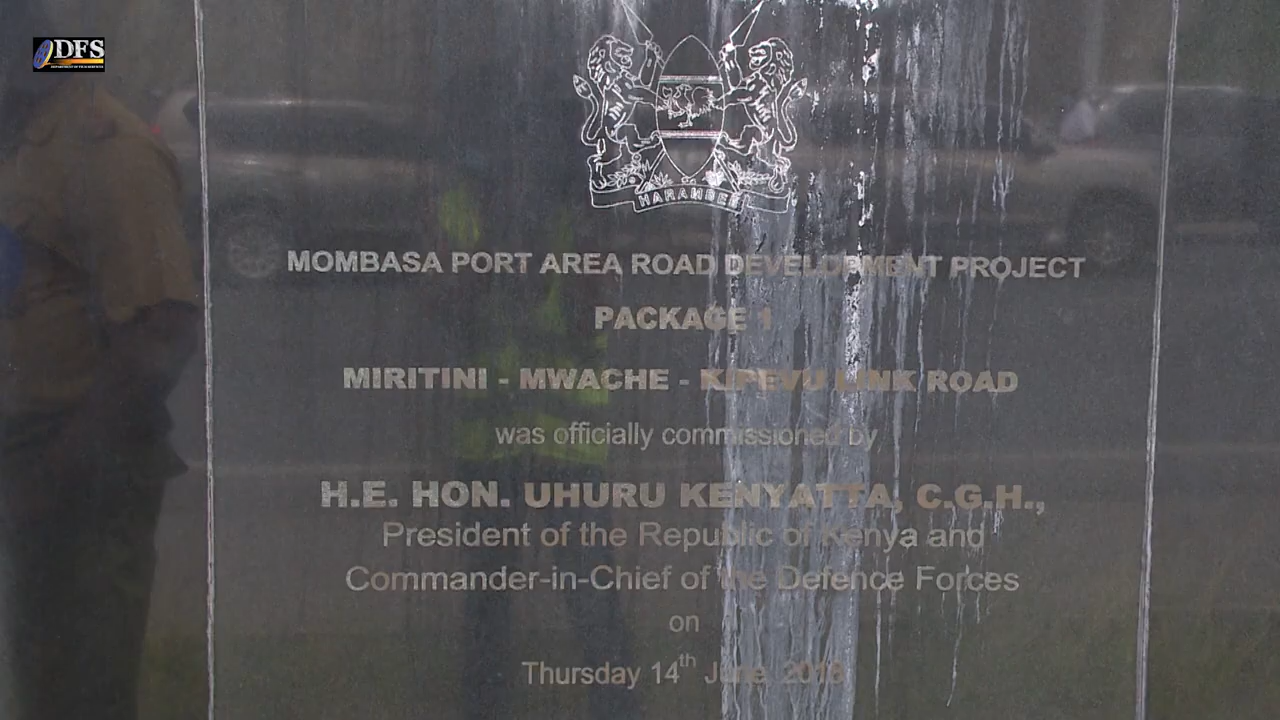 DFS
HARAMBEE
MOMBASA PORT AREA ROAD DEVELOPMENT PROJECT
PACKAGE 1
MIRITINI - MWACHE - KIPEVU LINK ROAD
was officially commissioned by
H.E. HON. UHURU KENYATTA, C.G.H.,
President of the Republic of Kenya and
Commander-in-Chief of the Defence Forces
on
Thursday 14th June, 2018